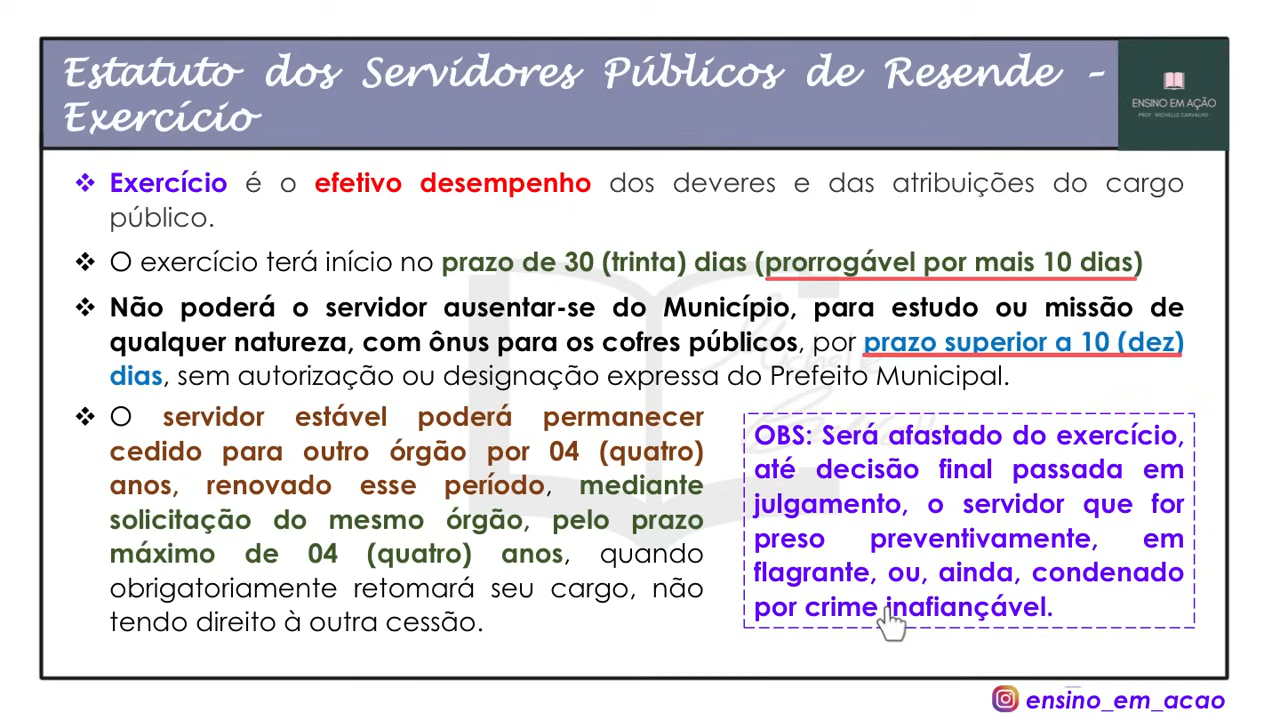 Estatuto dos Servidores Públicos de Resende –
Exercício
ENSINO EM AÇÃO
PROF. MICHELLE CARVALHO
Exercício é o efetivo desempenho dos deveres e das atribuições do cargo
público.
O exercício terá início no prazo de 30 (trinta) dias (prorrogável por mais 10 dias)
Não poderá o servidor ausentar-se do Município, para estudo ou missão de
qualquer natureza, com ônus para os cofres públicos, por prazo superior a 10 (dez)
dias, sem autorização ou designação expressa do Prefeito Municipal.
O servidor estável poderá permanecer
cedido para outro órgão por 04 (quatro)
anos, renovado esse período, mediante
solicitação do mesmo órgão, pelo prazo
máximo de 04 (quatro) anos, quando
obrigatoriamente retomará seu cargo, não
tendo direito à outra cessão.
OBS: Será afastado do exercício,
até decisão final passada em
julgamento, o servidor que for
preso preventivamente, em
flagrante, ou, ainda, condenado
por crime inafiançável.
ensino_em_acao